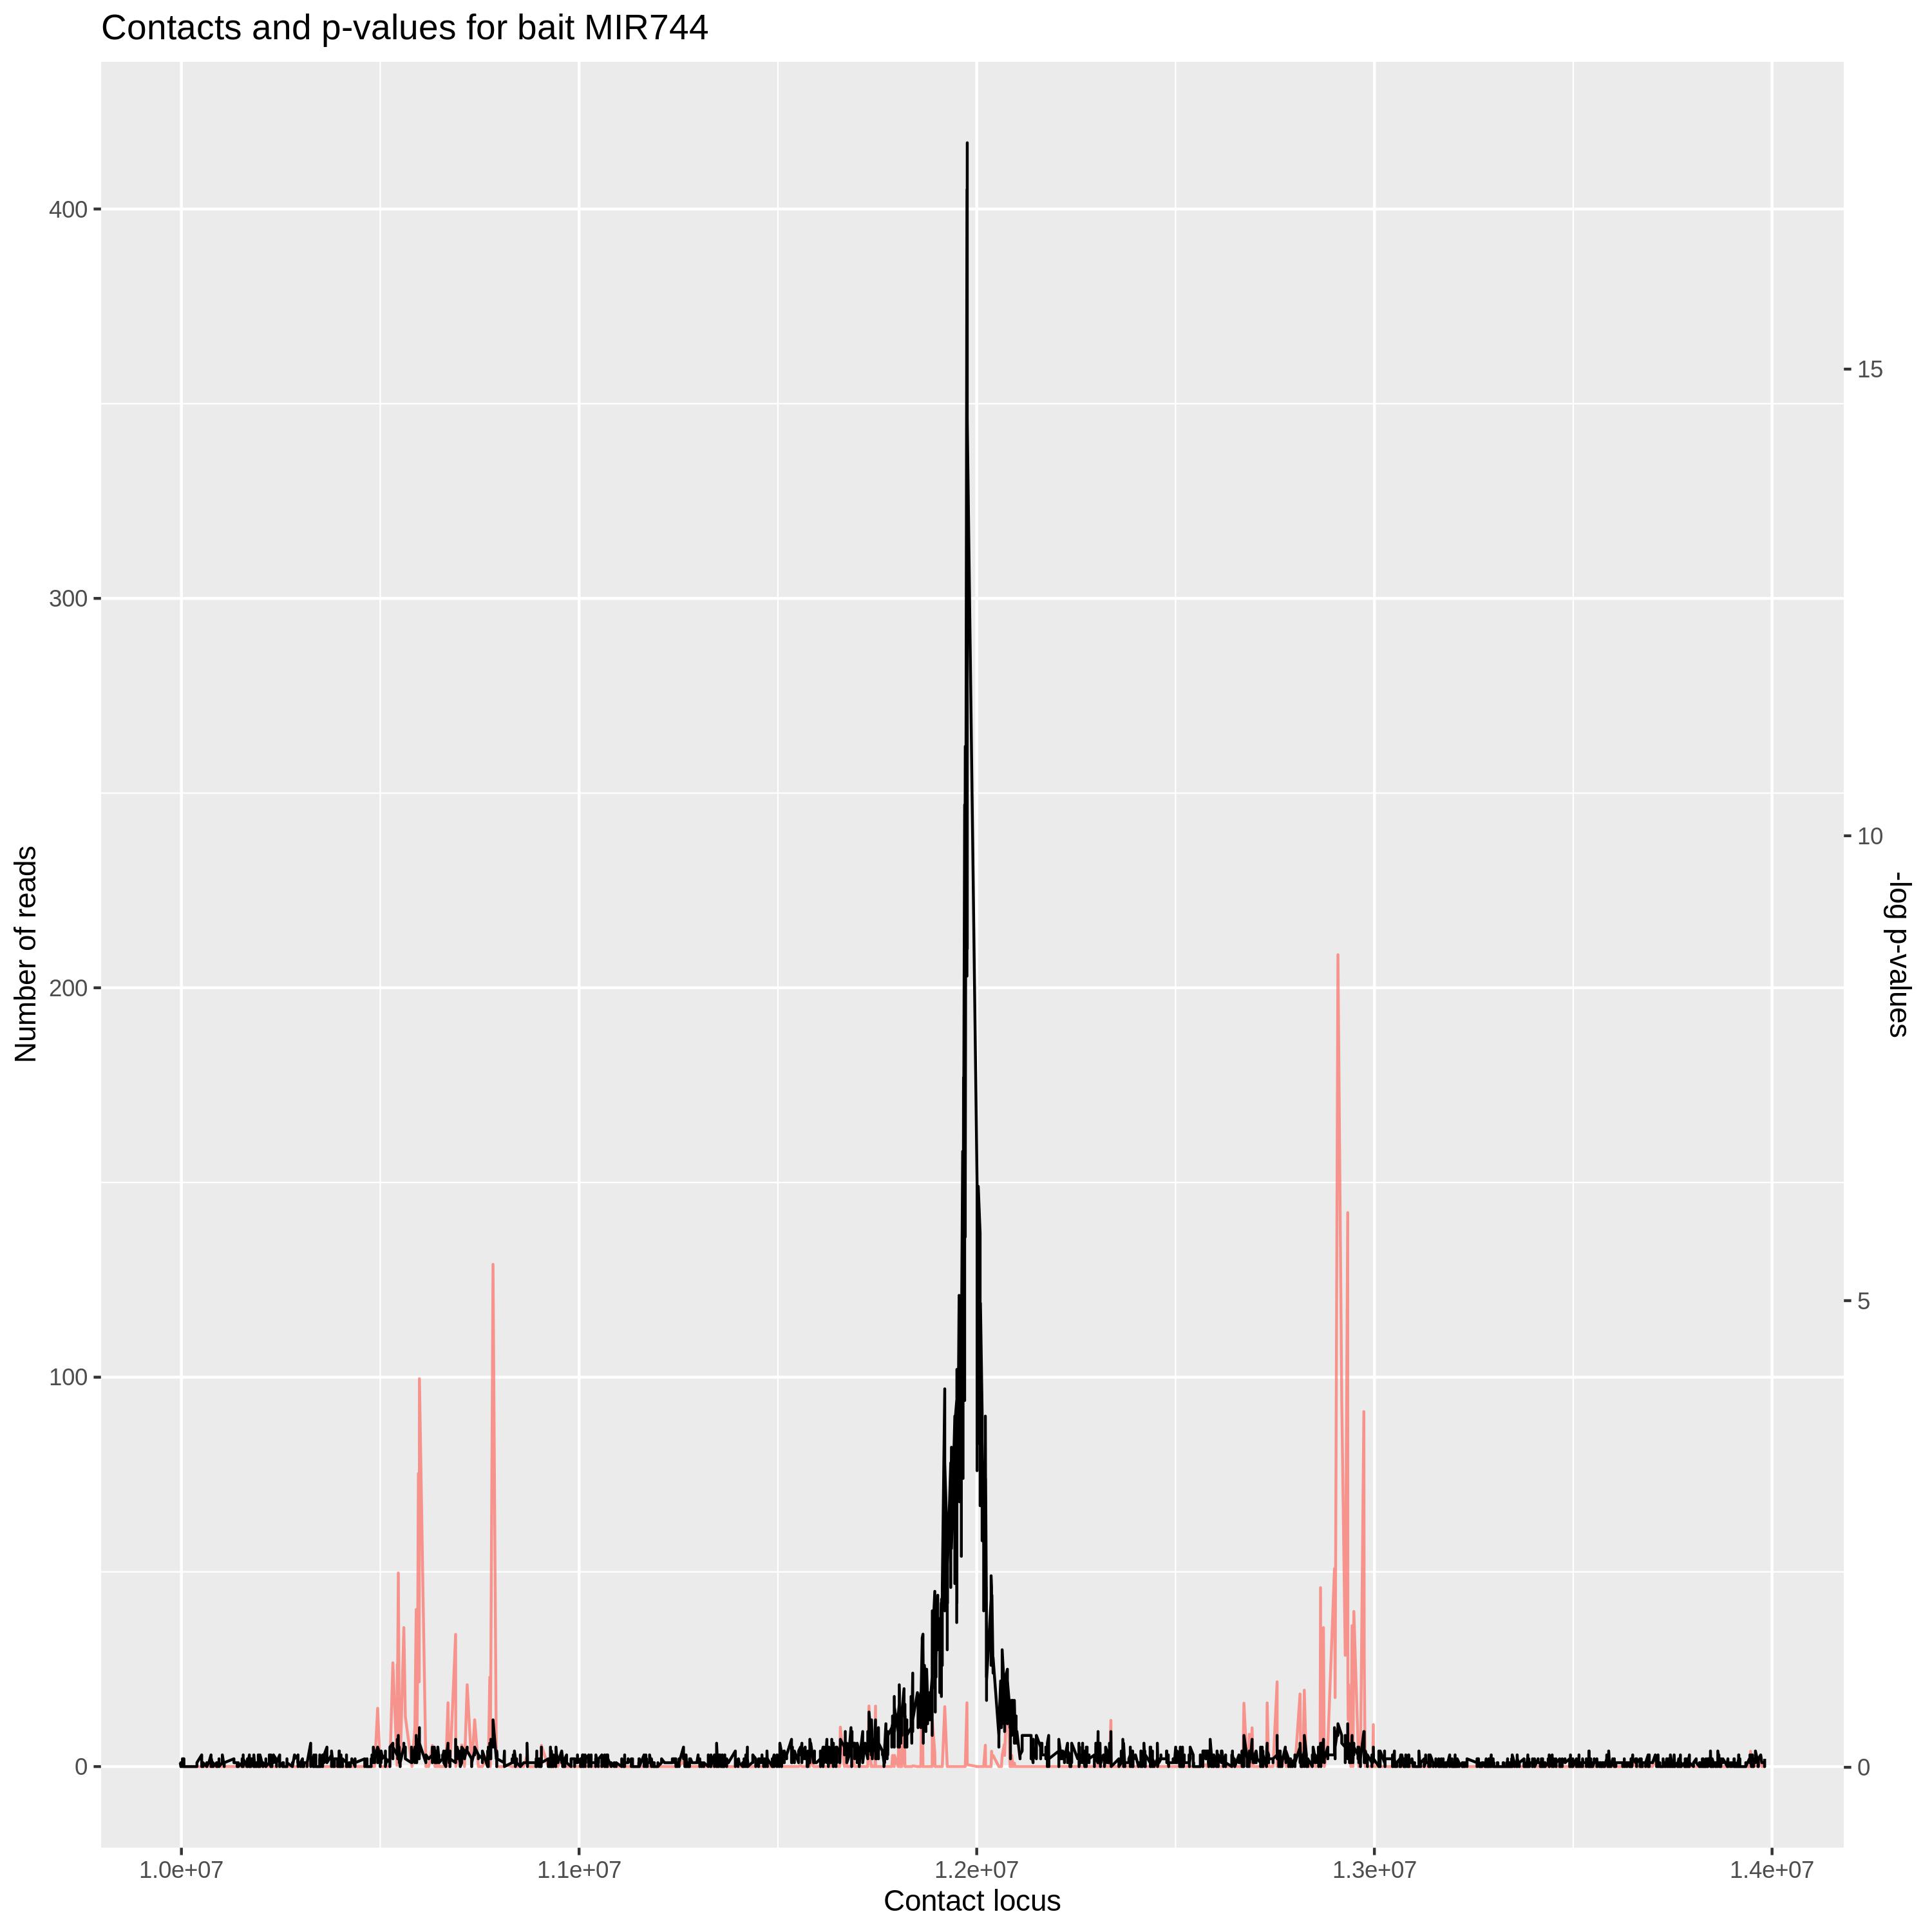 Contacts and p-values for bait MIR744
400
300
200
100
0
Number of reads
15
10
5
0
-log p-values
1.0e+07 1.1e+07 1.2e+07 1.3e+07 1.4e+07
Contact locus